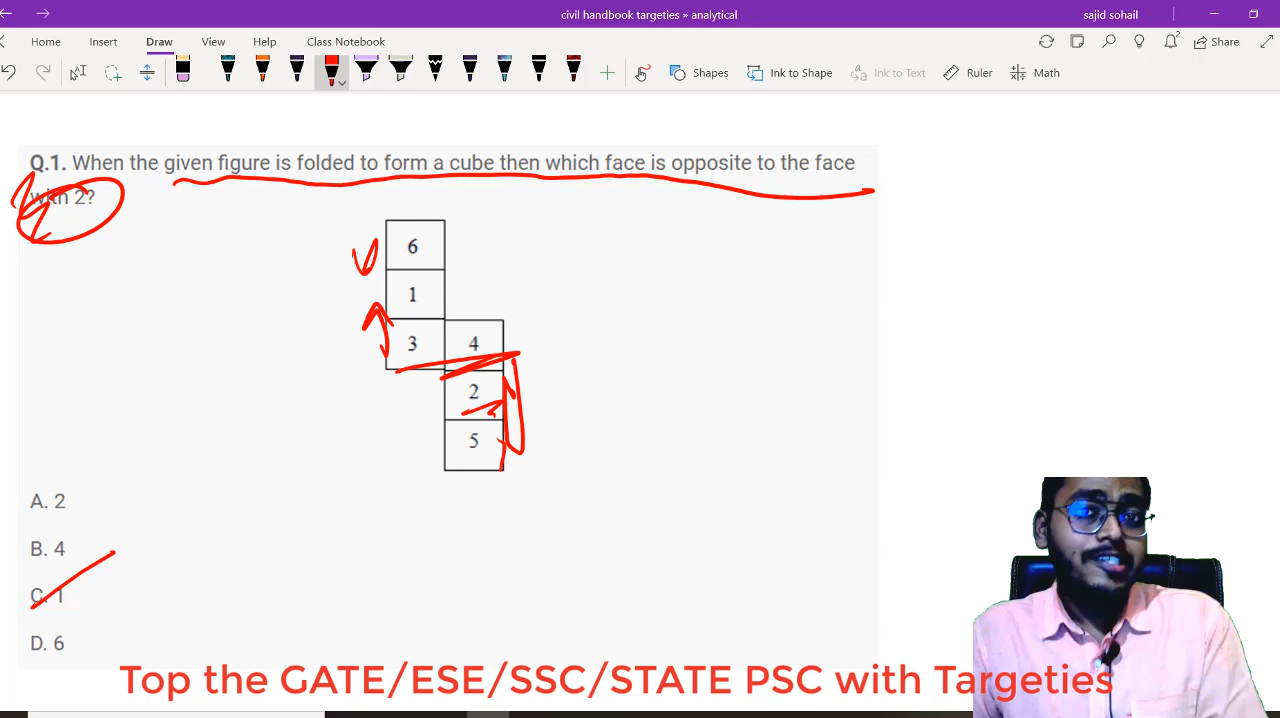 civil handbook targeties » analytical
sajid sohail
Home Insert Draw View Help Class Notebook
Share
Shapes
Ink to Shape
Ink to Text
Ruler
Math
Q.1. When the given figure is folded to form a cube then which face is opposite to the face
with 2?
6
1
3 4
2
5
A. 2
B. 4
C. 1
D. 6
Top the GATE/ESE/SSC/STATE PSC with Targeties